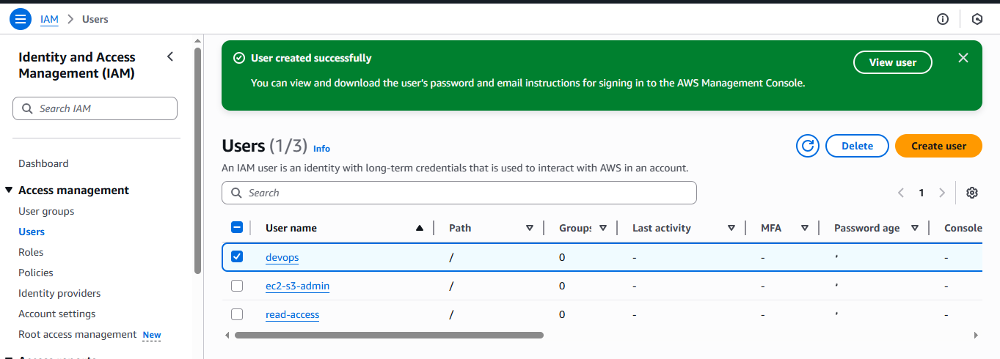 IAM > Users
Identity and Access
Management (IAM)
Search IAM
Dashboard
Access management
User groups
Users
Roles
Policies
Identity providers
Account settings
Root access management New
User created successfully
View user
You can view and download the user's password and email instructions for signing in to the AWS Management Console.
Users (1/3) Info
Delete
Create user
An IAM user is an identity with long-term credentials that is used to interact with AWS in an account.
Search
1
User name Path Groups Last activity MFA Password age Console
devops / 0 - - -
ec2-s3-admin / 0 - - -
read-access / 0 - - -